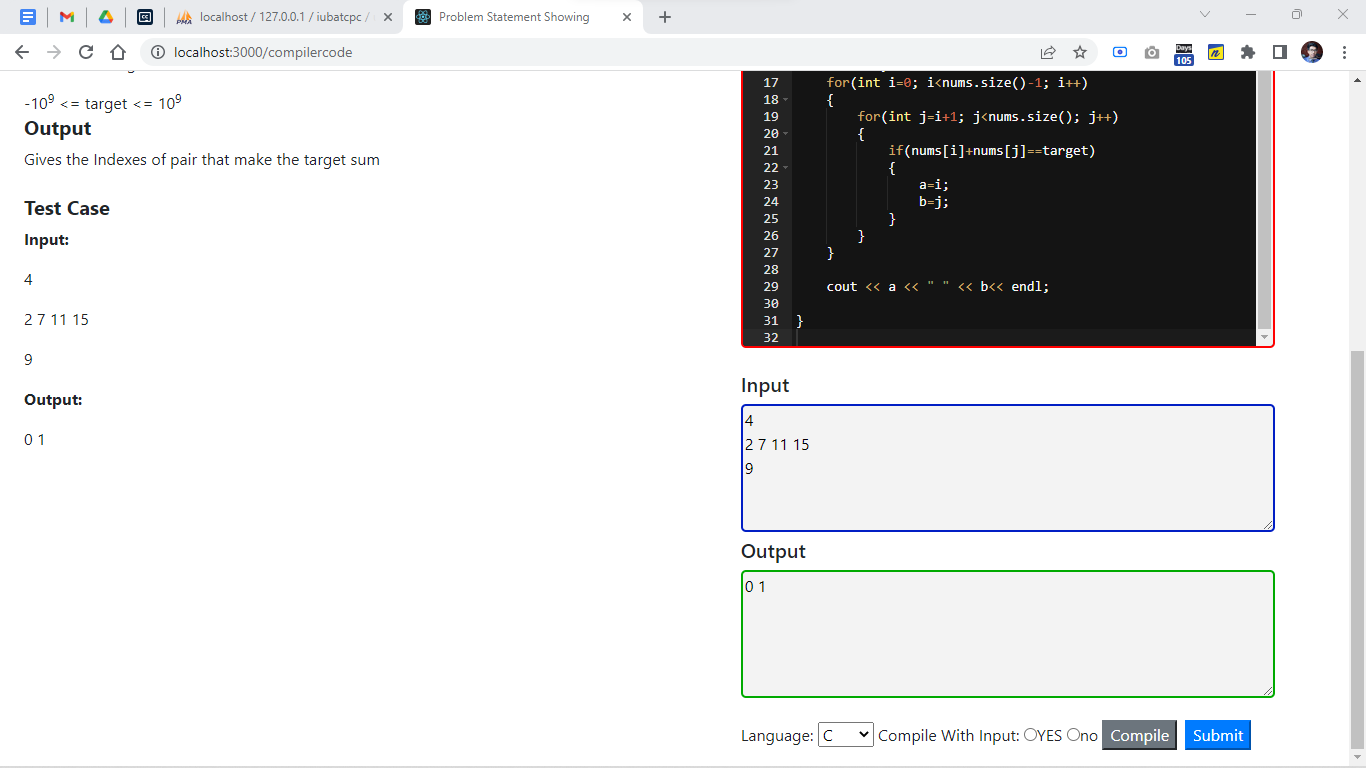 localhost / 127.0.0.1 / iubatcpc /
Problem Statement Showing
localhost:3000/compilercode
Days
105
-10⁹ <= target <= 10⁹
Output
Gives the Indexes of pair that make the target sum
Test Case
Input:
4
2 7 11 15
9
Output:
0 1
17 for(int i=0; i<nums.size()-1; i++)
18 {
19 for(int j=i+1; j<nums.size(); j++)
20 {
21 if(nums[i]+nums[j]==target)
22 {
23 a=i;
24 b=j;
25 }
26 }
27 }
28
29 cout << a << " " << b<< endl;
30
31 }
32
Input
4
2 7 11 15
9
Output
0 1
Language: C Compile With Input: YES no Compile Submit